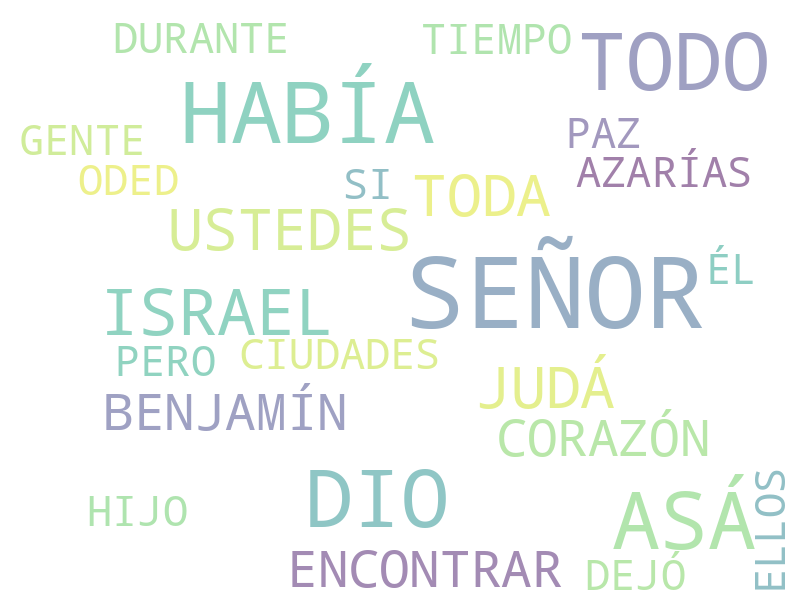 DURANTE
TIEMPO
TODO
HABÍA
GENTE
PAZ
ODED
SI
AZARÍAS
TODA
USTEDES
SEÑOR
ÉL
ISRAEL
PERO
CIUDADES
JUDÁ
BENJAMÍN
CORAZÓN
DIO
HIJO
ASÁ
ELLOS
ENCONTRAR
DEJÓ